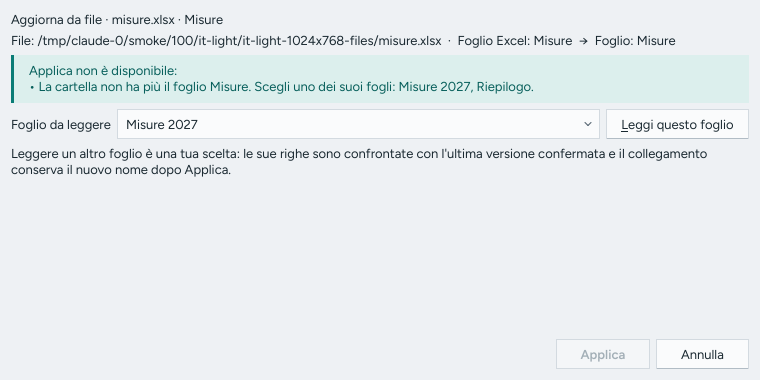 Aggiorna da file · misure.xlsx · Misure
File: /tmp/claude-0/smoke/100/it-light/it-light-1024x768-files/misure.xlsx · Foglio Excel: Misure → Foglio: Misure
Applica non è disponibile:
• La cartella non ha più il foglio Misure. Scegli uno dei suoi fogli: Misure 2027, Riepilogo.
Foglio da leggere Misure 2027 Leggi questo foglio
Leggere un altro foglio è una tua scelta: le sue righe sono confrontate con l'ultima versione confermata e il collegamento
conserva il nuovo nome dopo Applica.
Applica Annulla